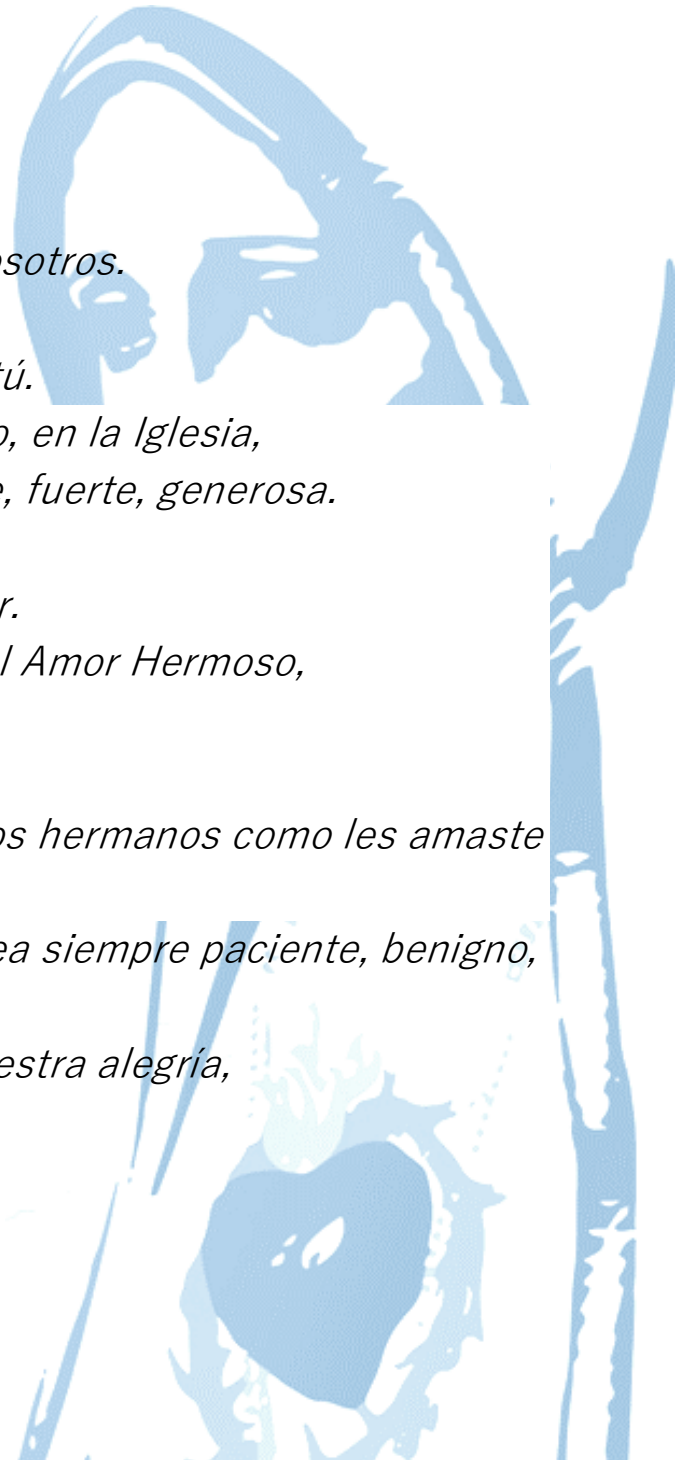 osotros.
tú.
o, en la Iglesia,
e, fuerte, generosa.
r.
l Amor Hermoso,
os hermanos como les amaste
ea siempre paciente, benigno,
estra alegría,